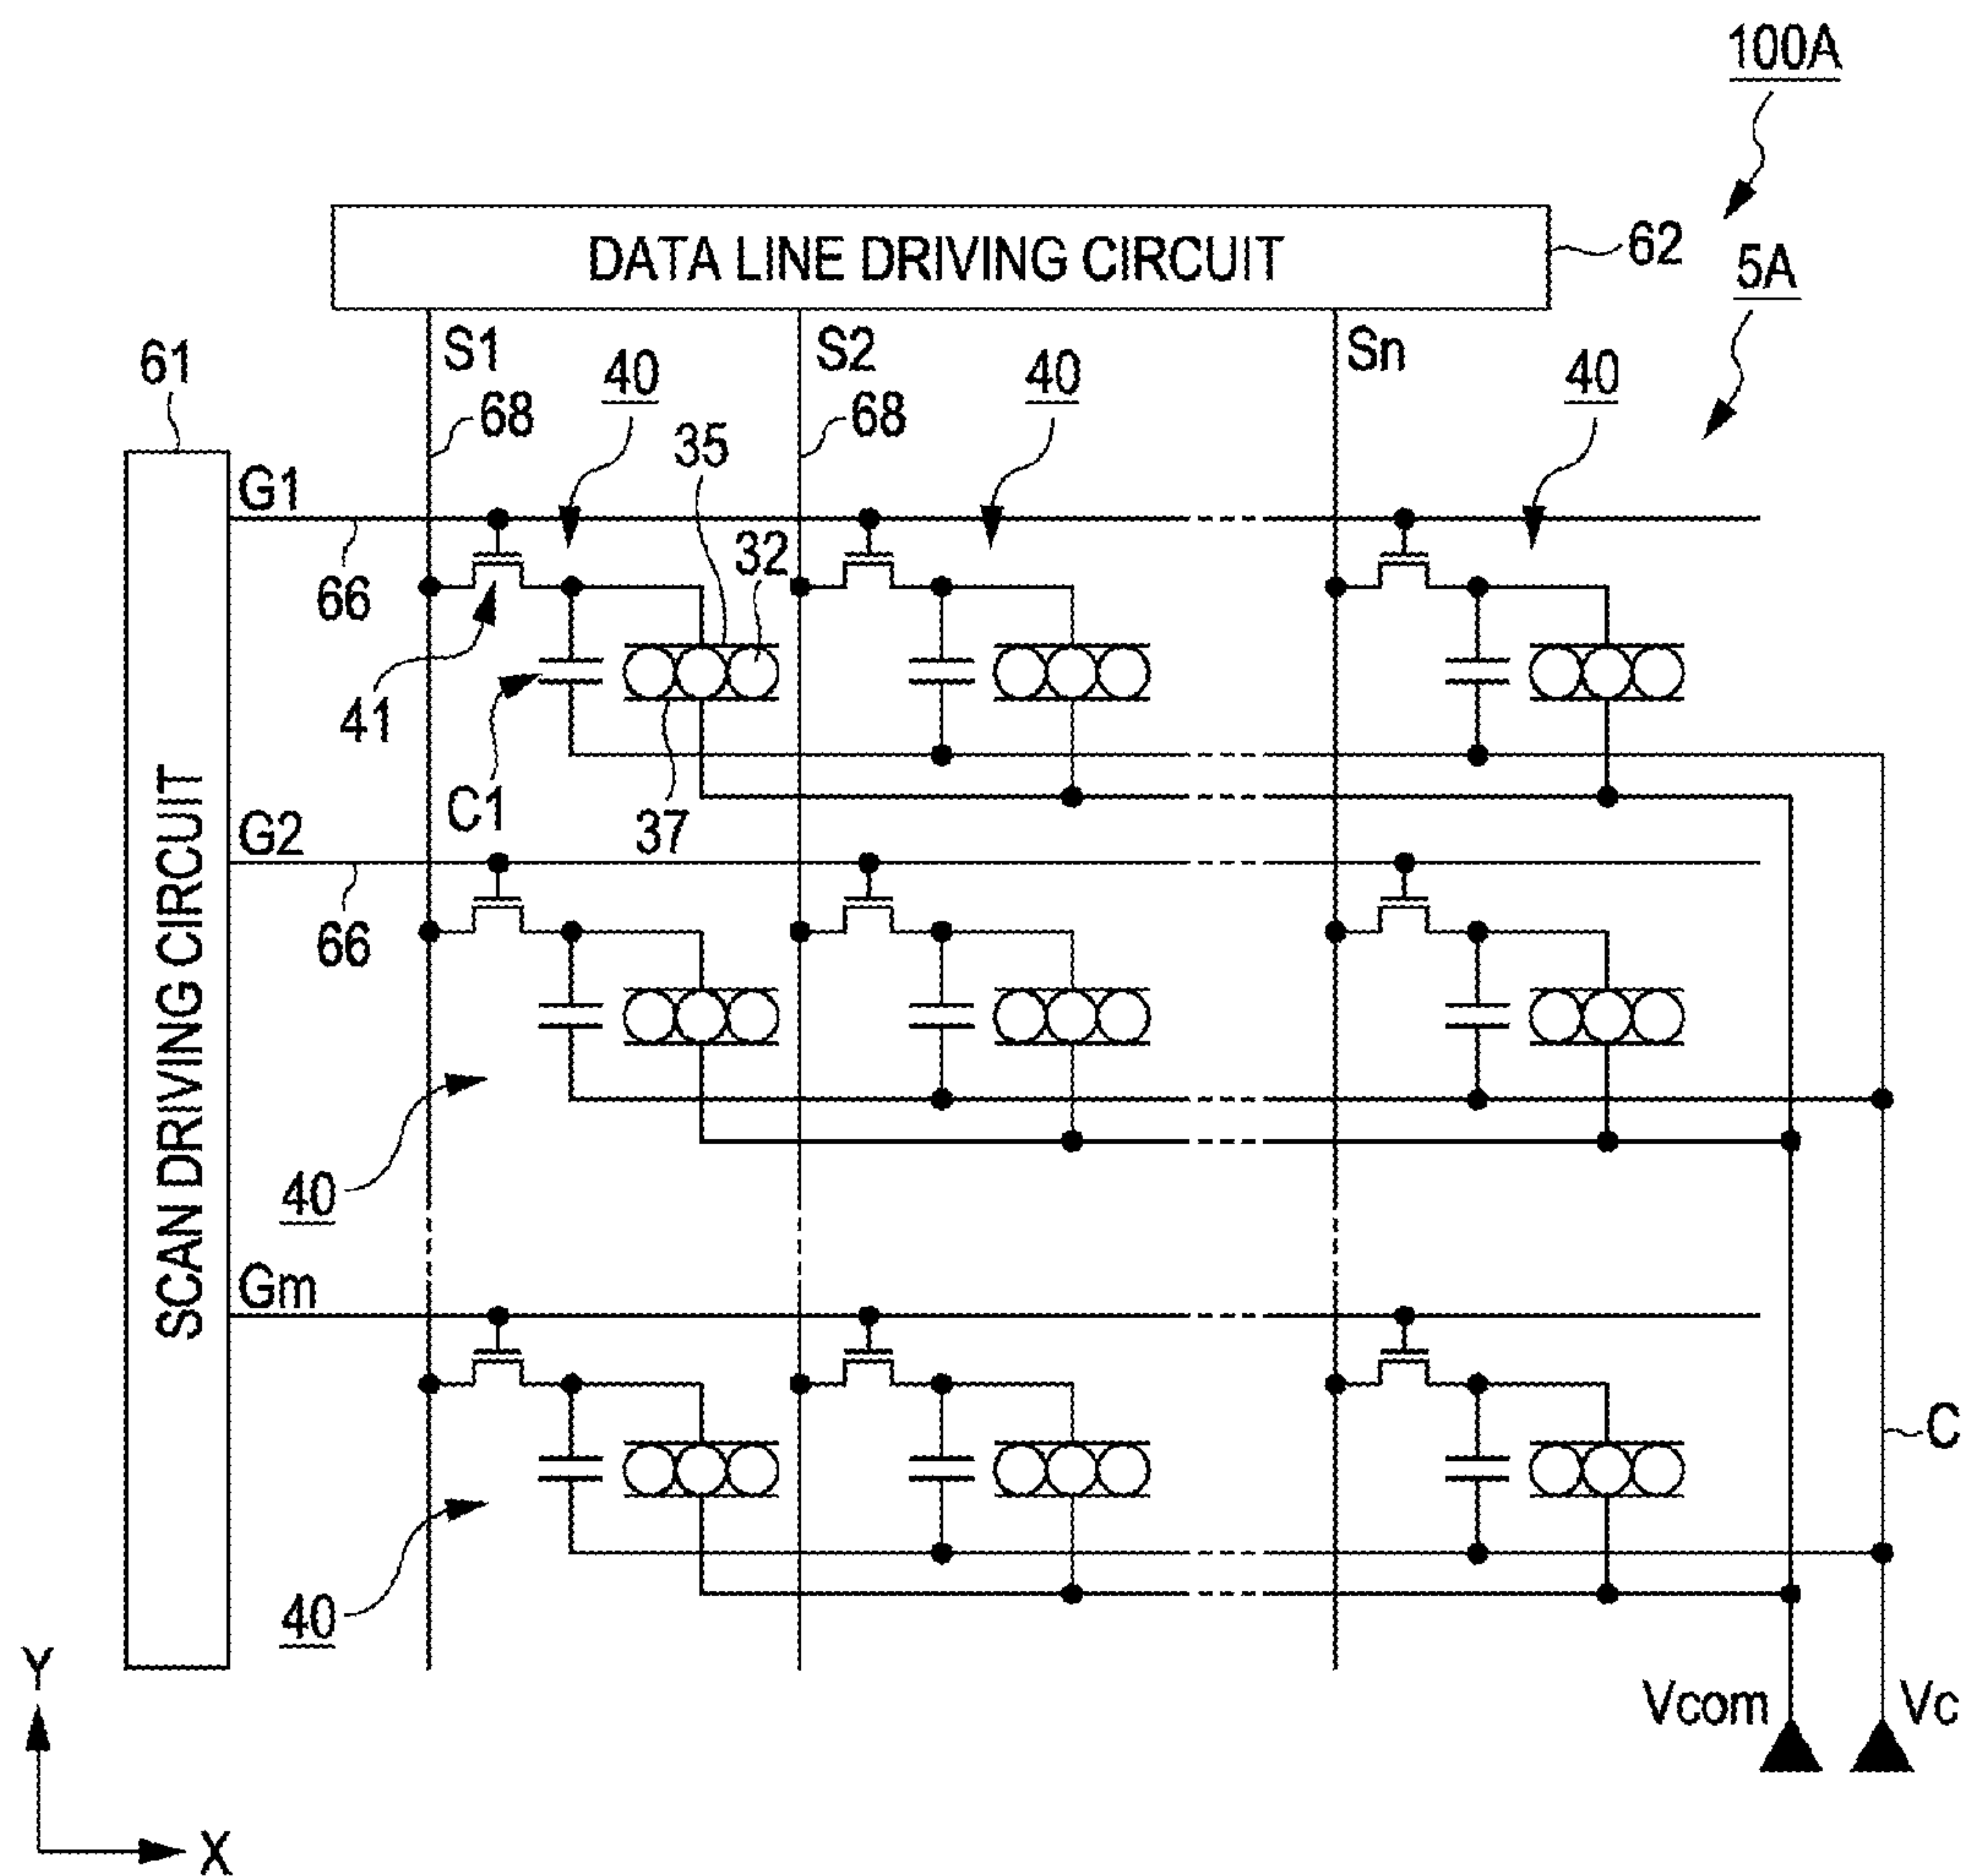 100A
DATA LINE DRIVING CIRCUIT
62
5A
61
S1
40
S2
40
Sn
40
68
35
68
G1
32
66
41
C1
37
SCAN DRIVING CIRCUIT
G2
66
40
Gm
C
40
Y
Vcom
Vc
X